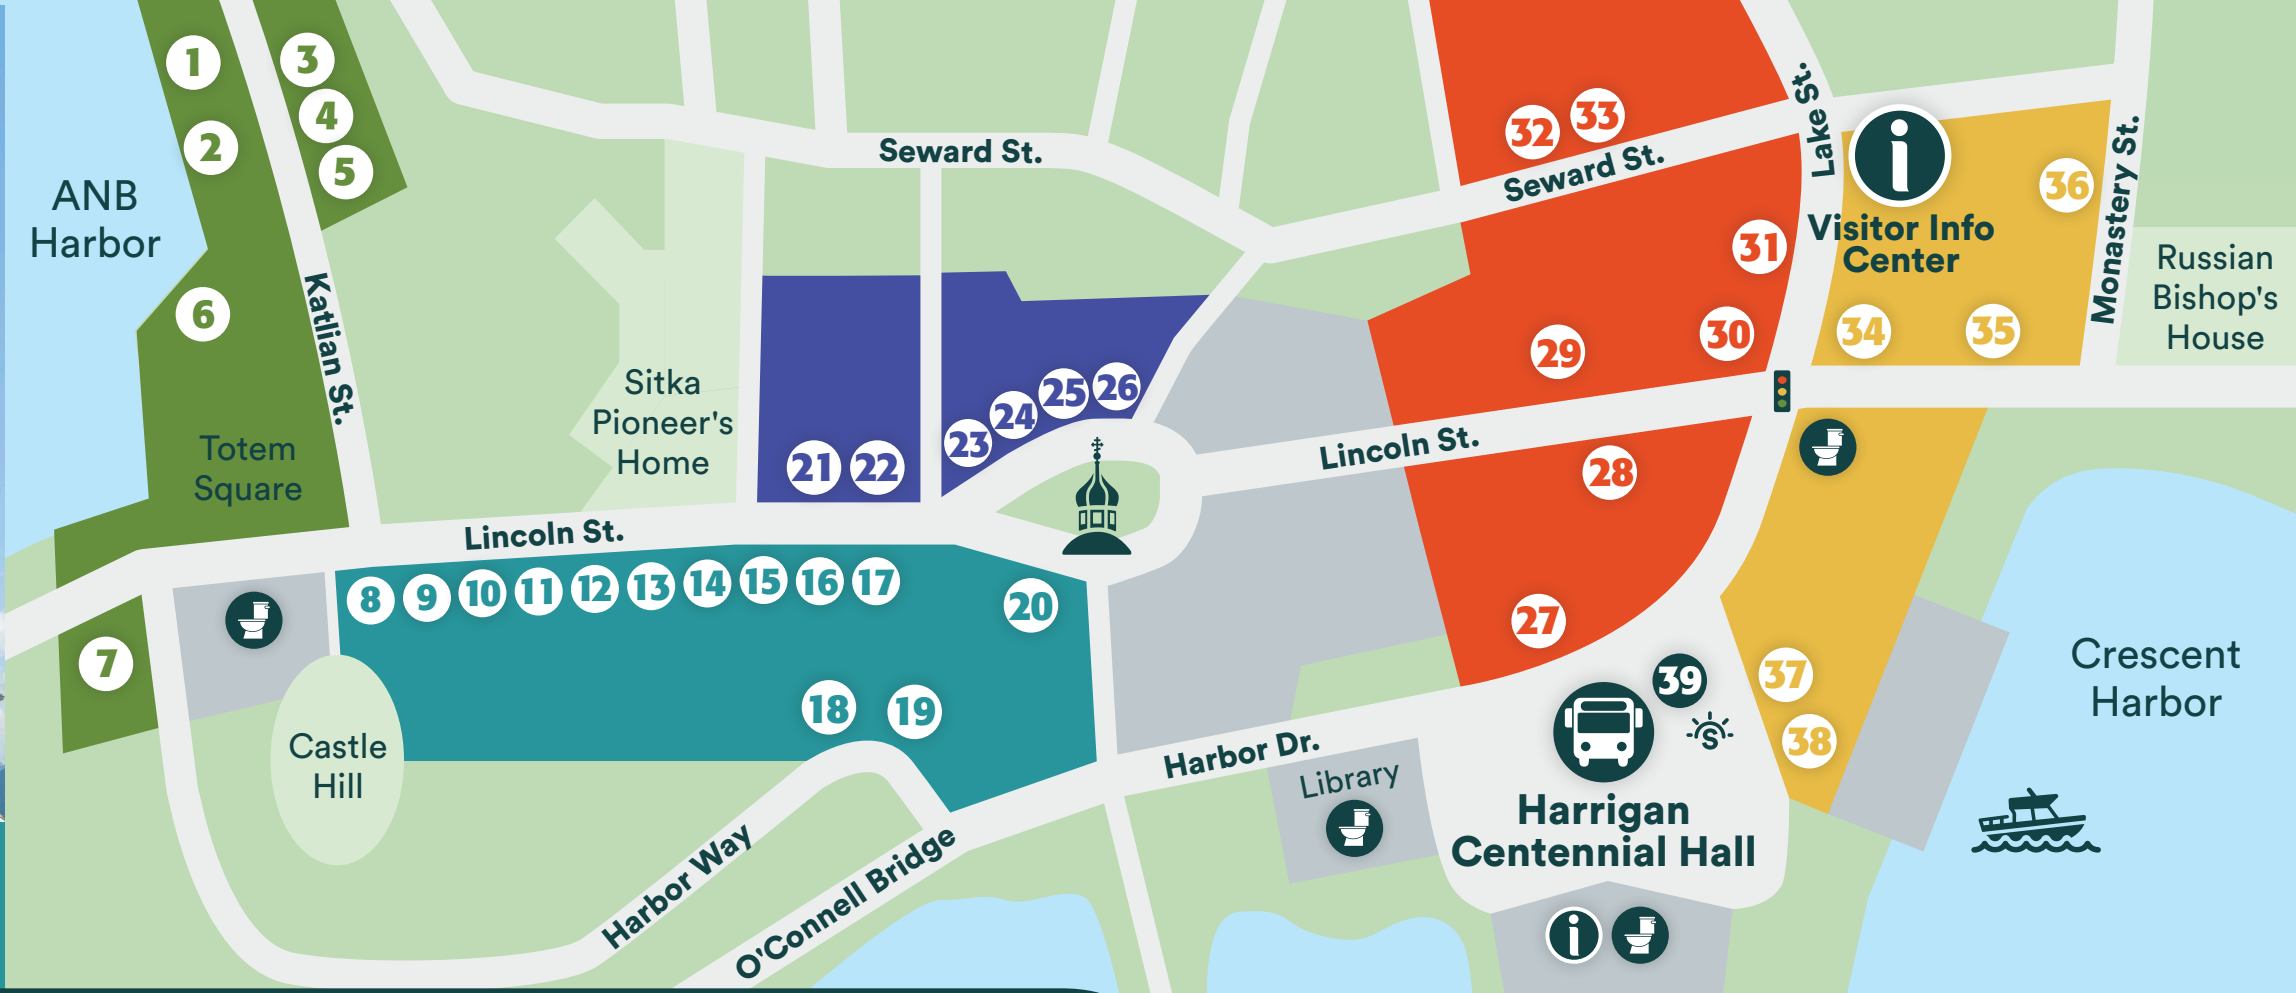 1
2
3
4
5
6
7
8
9
10
11
12
13
14
15
16
17
18
19
20
21
22
23
24
25
26
27
28
29
30
31
32
33
34
35
36
37
38
39
ANB
Harbor
Katlian St.
Totem
Square
Sitka
Pioneer's
Home
Seward St.
Seward St.
Lake St.
i
Visitor Info
Center
Monastery St.
Russian
Bishop's
House
Lincoln St.
Lincoln St.
Castle
Hill
Harbor Way
O'Connell Bridge
Harbor Dr.
Library
S
Harrigan
Centennial Hall
i
Crescent
Harbor